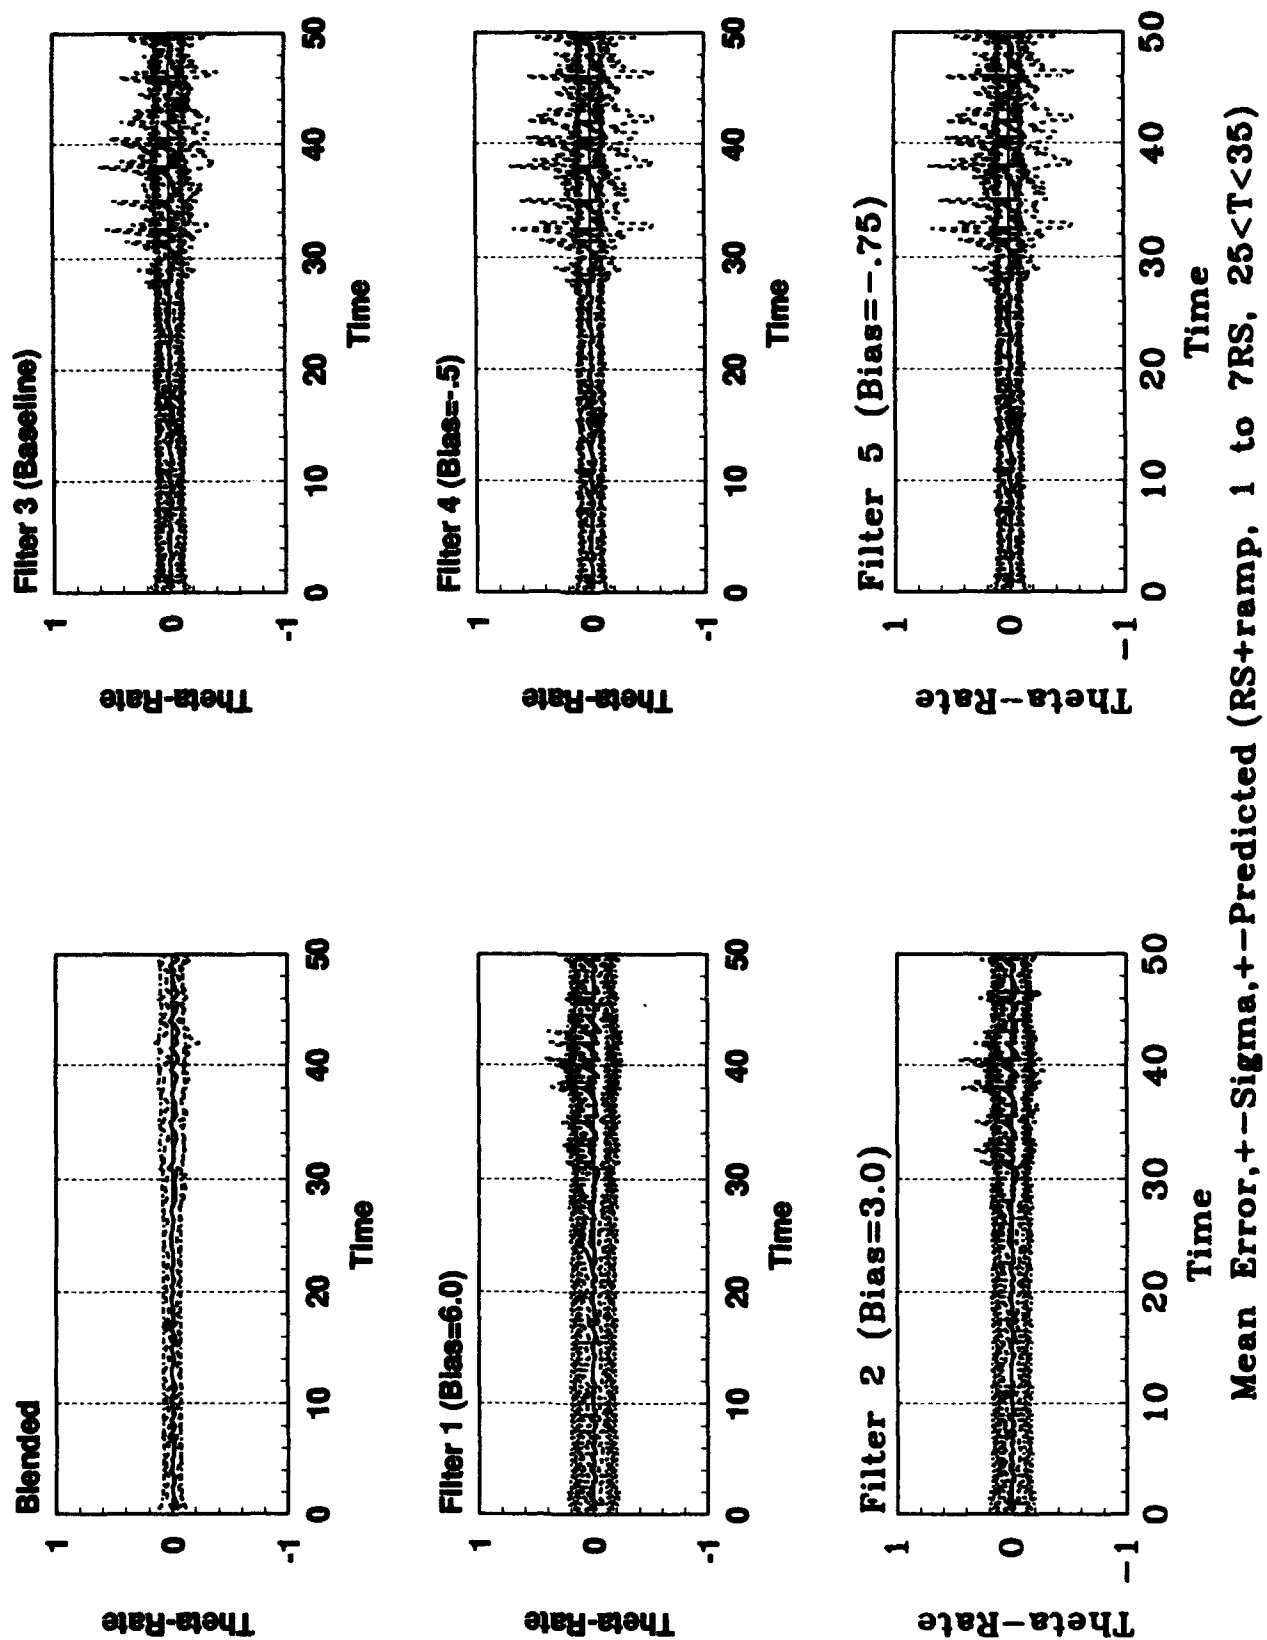 Blended
Theta-Rate
1
0
-1
0 10 20 30 40 50
Time
Filter 3 (Baseline)
Theta-Rate
1
0
-1
0 10 20 30 40 50
Time
Filter 1 (Bias=6.0)
Theta-Rate
1
0
-1
0 10 20 30 40 50
Time
Filter 4 (Bias=-.5)
Theta-Rate
1
0
-1
0 10 20 30 40 50
Time
Filter 2 (Bias=3.0)
Theta-Rate
1
0
-1
0 10 20 30 40 50
Time
Filter 5 (Bias=-.75)
Theta-Rate
1
0
-1
0 10 20 30 40 50
Time
Mean Error,+-Sigma,+-Predicted (RS+ramp, 1 to 7RS, 25<T<35)